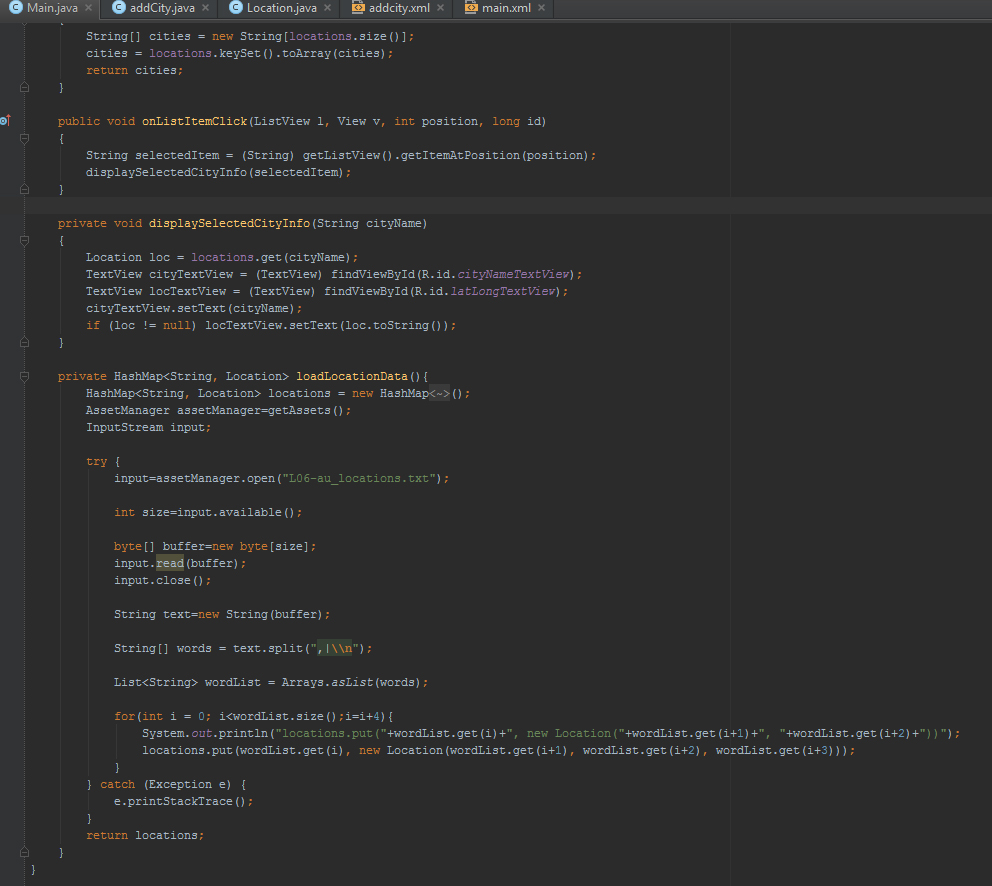 Main.java × addCity.java × Location.java × addcity.xml × main.xml ×
String[] cities = new String[locations.size()];
cities = locations.keySet().toArray(cities);
return cities;
}
public void onListItemClick(ListView l, View v, int position, long id)
{
String selectedItem = (String) getListView().getItemAtPosition(position);
displaySelectedCityInfo(selectedItem);
}
private void displaySelectedCityInfo(String cityName)
{
Location loc = locations.get(cityName);
TextView cityTextView = (TextView) findViewById(R.id.cityNameTextView);
TextView locTextView = (TextView) findViewById(R.id.latLongTextView);
cityTextView.setText(cityName);
if (loc != null) locTextView.setText(loc.toString());
}
private HashMap<String, Location> loadLocationData(){
HashMap<String, Location> locations = new HashMap<~>();
AssetManager assetManager=getAssets();
InputStream input;
try {
input=assetManager.open("L06-au_locations.txt");
int size=input.available();
byte[] buffer=new byte[size];
input.read(buffer);
input.close();
String text=new String(buffer);
String[] words = text.split(",|\\n");
List<String> wordList = Arrays.asList(words);
for(int i = 0; i<wordList.size();i=i+4){
System.out.println("locations.put("+wordList.get(i)+", new Location("+wordList.get(i+1)+", "+wordList.get(i+2)+"))");
locations.put(wordList.get(i), new Location(wordList.get(i+1), wordList.get(i+2), wordList.get(i+3)));
}
} catch (Exception e) {
e.printStackTrace();
}
return locations;
}
}